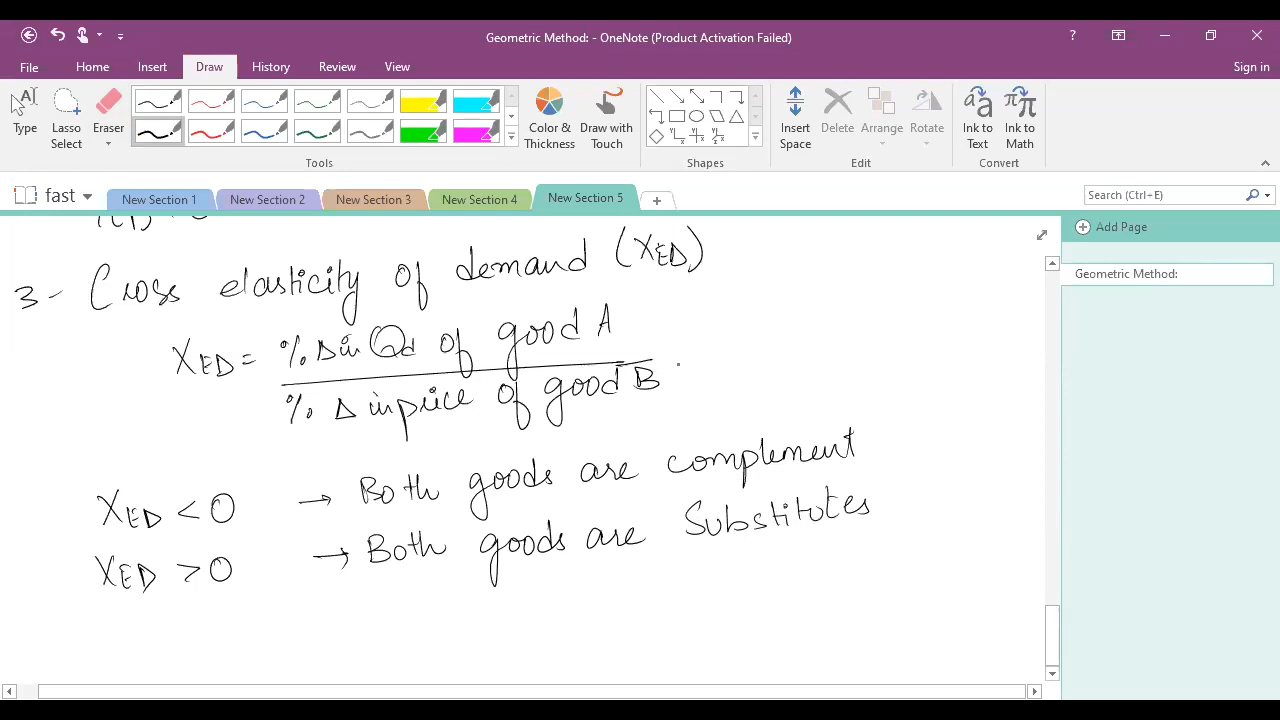 Geometric Method: - OneNote (Product Activation Failed)
File Home Insert Draw History Review View Sign in
Type Lasso Select Eraser Color & Thickness Draw with Touch Insert Space Delete Arrange Rotate Ink to Text Ink to Math
Tools Shapes Edit Convert
fast New Section 1 New Section 2 New Section 3 New Section 4 New Section 5 Search (Ctrl+E)
Add Page
Geometric Method:
3- Cross elasticity of demand (XED)
XED = % Δ in Qd of good A
% Δ in price of good B
XED < 0 → Both goods are complement
XED > 0 → Both goods are Substitutes